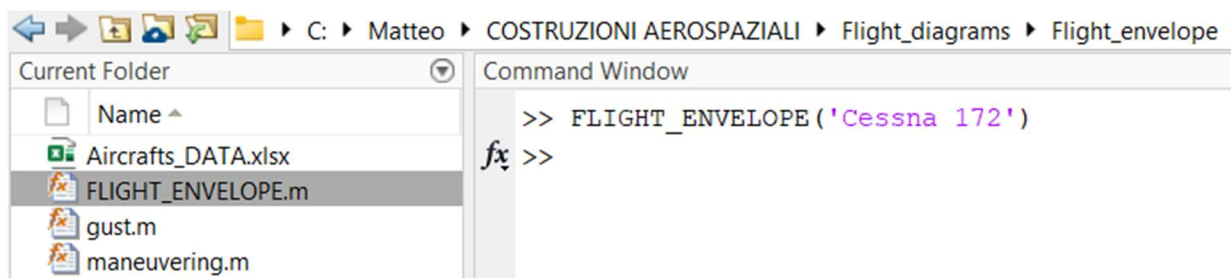 C: Matteo COSTRUZIONI AEROSPAZIALI Flight_diagrams Flight_envelope
Current Folder
Name
Aircrafts_DATA.xlsx
FLIGHT_ENVELOPE.m
gust.m
maneuvering.m
Command Window
>> FLIGHT_ENVELOPE('Cessna 172')
fx >>